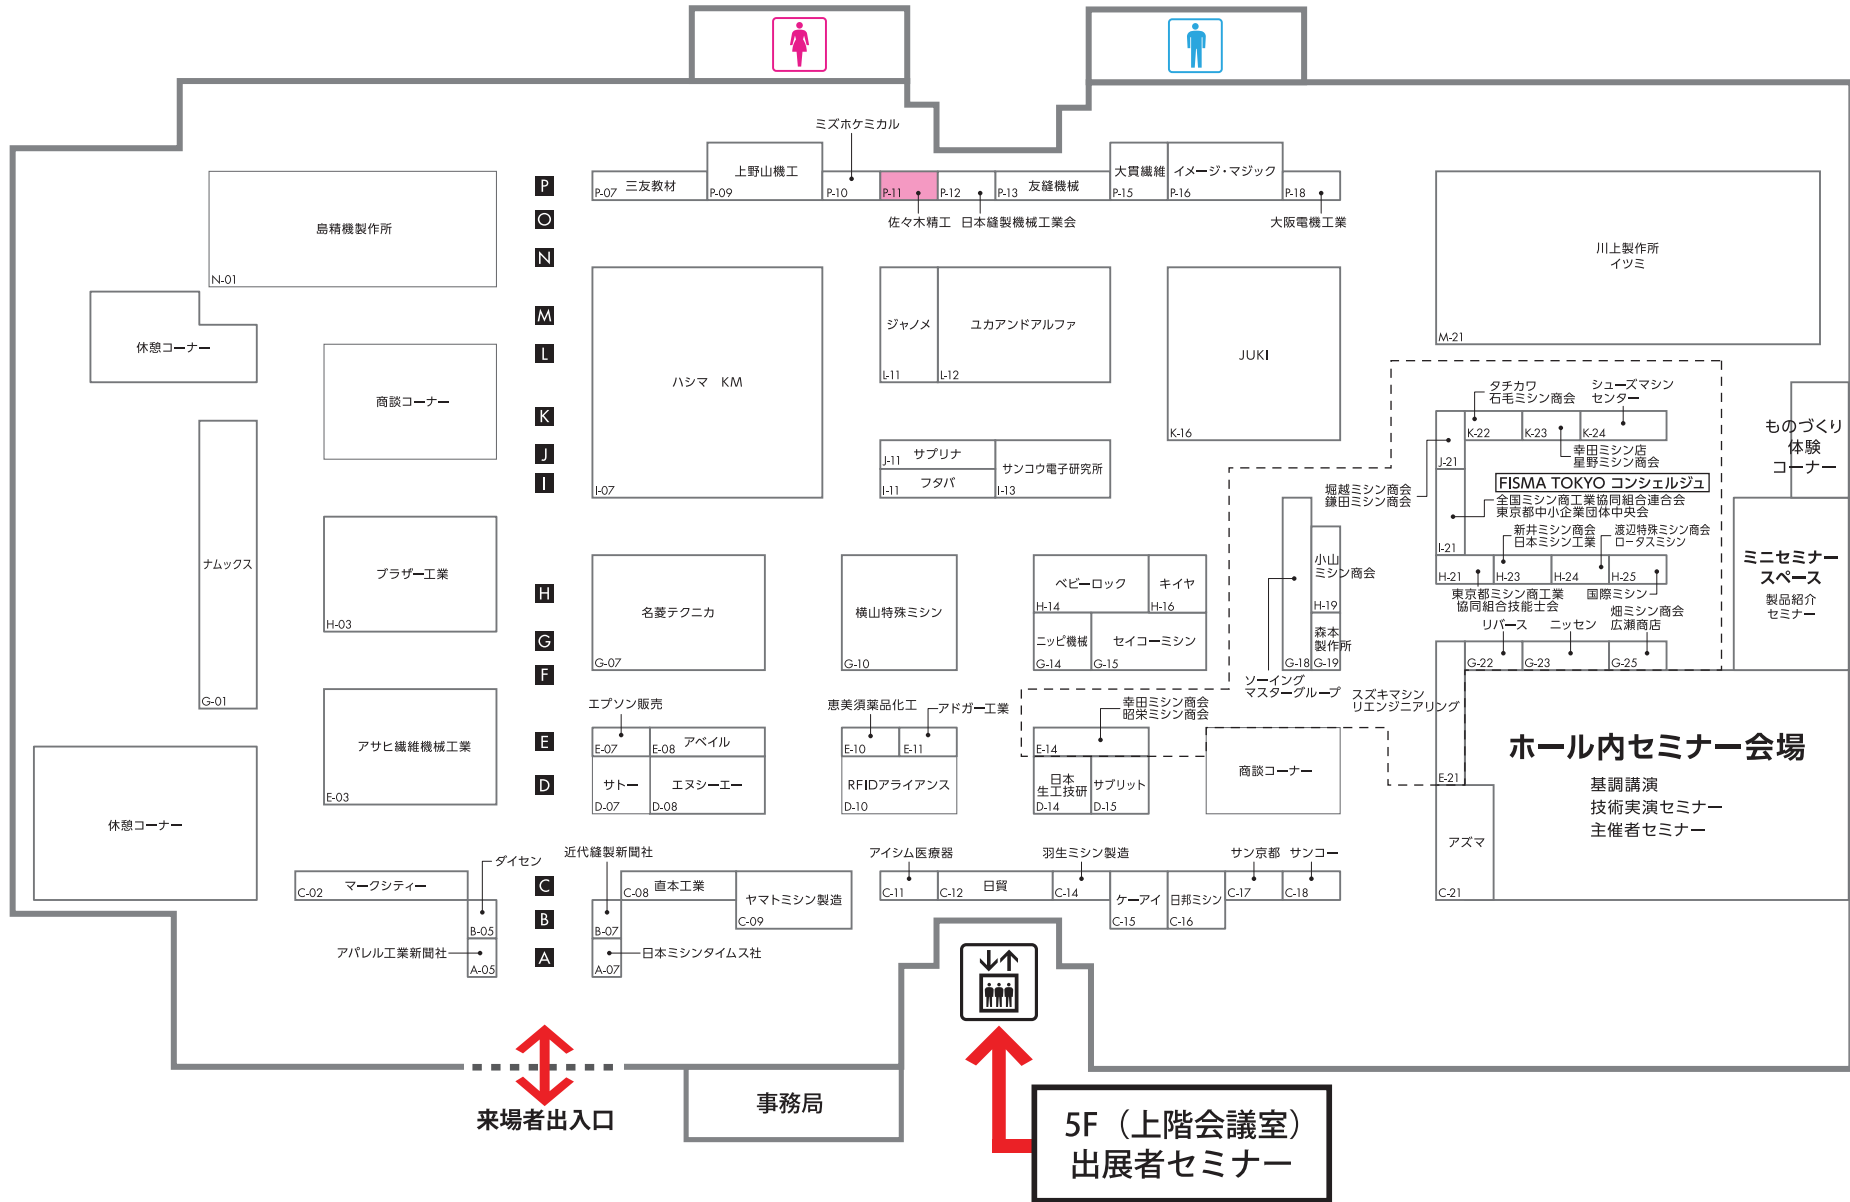 ミズホケミカル
P
P-07
三友教材
上野山機工
P-09
P-10
P-11
P-12
P-13
友縫機械
大貫繊維
P-15
イメージ・マジック
P-16
P-18
佐々木精工
日本縫製機械工業会
大阪電機工業
O
N
島精機製作所
N-01
川上製作所
イツミ
M-21
休憩コーナー
M
L
商談コーナー
ハシマ KM
I-07
ジャノメ
L-11
ユカアンドアルファ
L-12
JUKI
K-16
K
J
I
J-11
サプリナ
I-11
フタバ
サンコウ電子研究所
I-13
タチカワ
石毛ミシン商会
シューズマシン
センター
K-22
K-23
K-24
J-21
幸田ミシン店
星野ミシン商会
堀越ミシン商会
鎌田ミシン商会
FISMA TOKYO コンシェルジュ
全国ミシン商工業協同組合連合会
東京都中小企業団体中央会
新井ミシン商会
日本ミシン工業
渡辺特殊ミシン商会
ロータスミシン
I-21
H-21
H-23
H-24
H-25
東京都ミシン商工業
協同組合技能士会
国際ミシン
リバース
ニッセン
畑ミシン商会
広瀬商店
G-22
G-23
G-25
ものづくり
体験
コーナー
ミニセミナー
スペース
製品紹介
セミナー
ナムックス
G-01
ブラザー工業
H-03
H
G
F
名菱テクニカ
G-07
横山特殊ミシン
G-10
ベビーロック
H-14
キイヤ
H-16
ニッピ機械
G-14
セイコーミシン
G-15
小山
ミシン商会
H-19
森本
製作所
G-18
G-19
ソーイング
マスターグループ
スズキマシン
リエンジニアリング
アサヒ繊維機械工業
E-03
エプソン販売
E
E-07
E-08
アベイル
D
サトー
D-07
エヌシーエー
D-08
恵美須薬品化工
アドガー工業
E-10
E-11
RFIDアライアンス
D-10
幸田ミシン商会
昭栄ミシン商会
E-14
日本
生工技研
D-14
サブリット
D-15
商談コーナー
E-21
ホール内セミナー会場
基調講演
技術実演セミナー
主催者セミナー
アズマ
C-21
休憩コーナー
ダイセン
C-02
マークシティー
B-05
アパレル工業新聞社
A-05
C
B
A
近代縫製新聞社
C-08
直本工業
B-07
ヤマトミシン製造
C-09
A-07
日本ミシンタイムス社
アイシム医療器
C-11
C-12
日貿
羽生ミシン製造
C-14
ケーアイ
C-15
日邦ミシン
C-16
サン京都
C-17
サンコー
C-18
来場者出入口
事務局
5F（上階会議室）
出展者セミナー